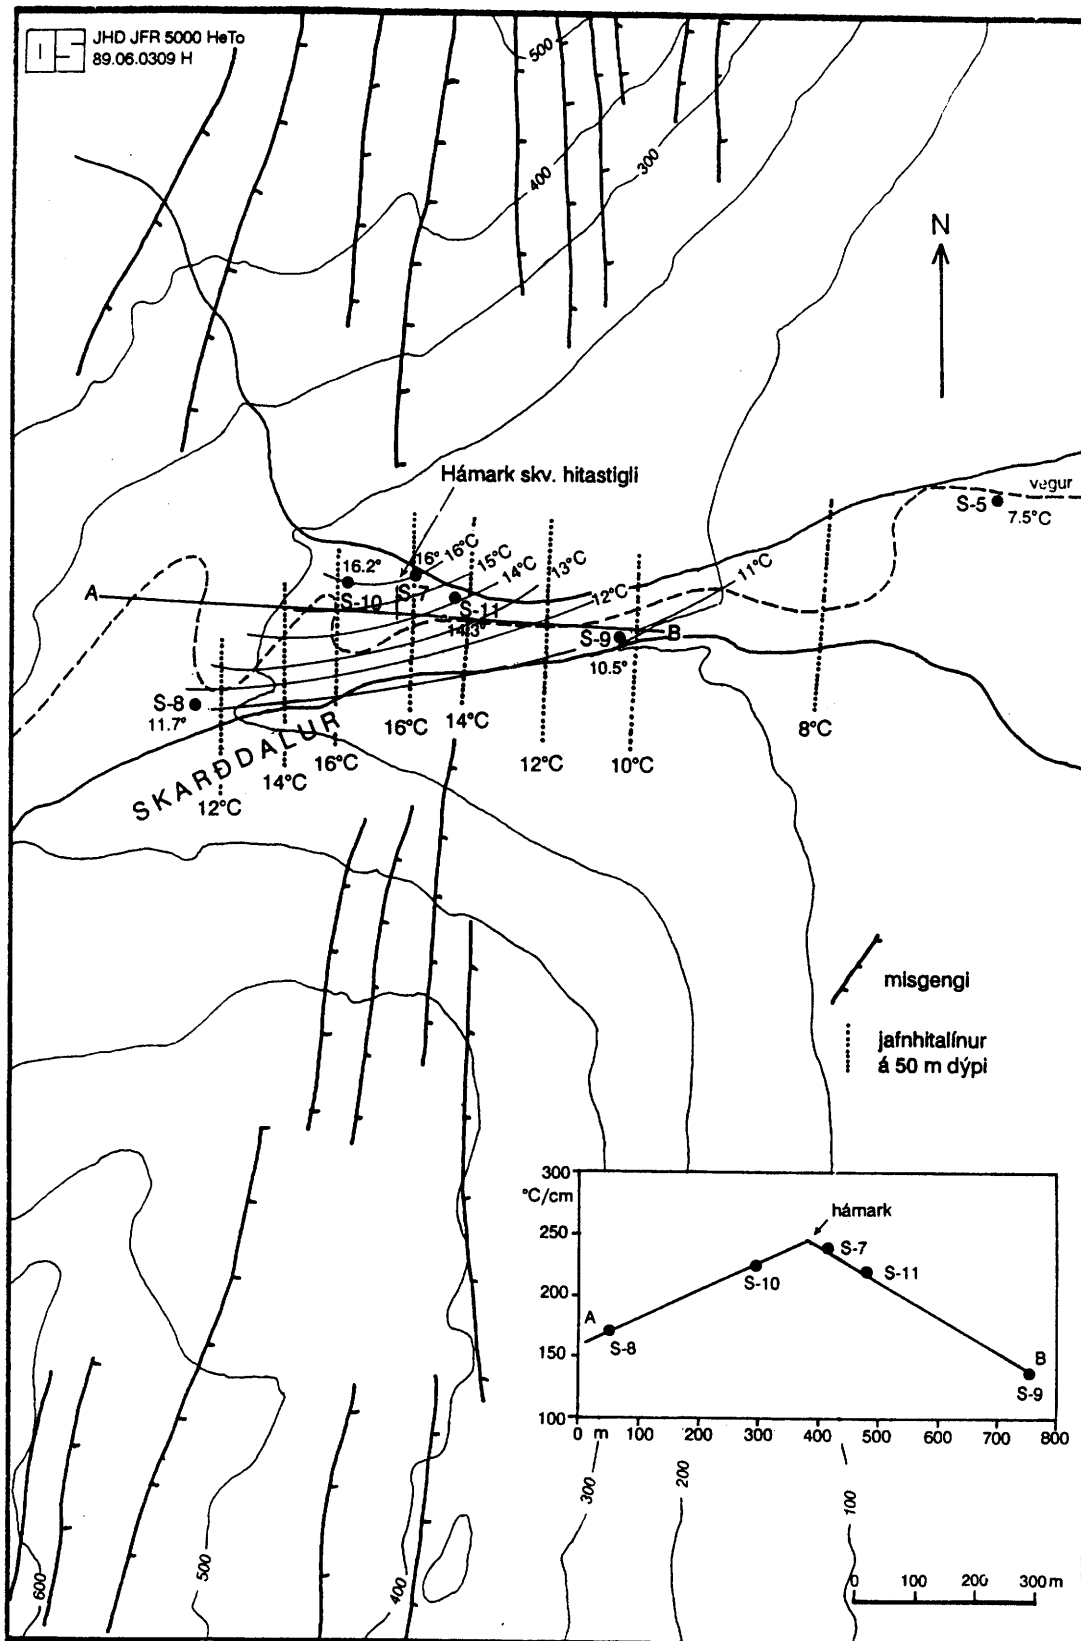 OS
JHD JFR 5000 HeTo
89.06.0309 H
500
400
300
N
Hámark skv. hitastigli
vegur
S-5
7.5°C
16.2°
16°
16°C
15°C
14°C
13°C
12°C
11°C
A
S-10
S-7
S-11
14.3°
S-9
B
10.5°
S-8
11.7°
SKARÐDALUR
12°C
14°C
16°C
16°C
14°C
12°C
10°C
8°C
misgengi
jafnhitalínur
á 50 m dýpi
300
°C/cm
250
200
150
100
hámark
S-7
S-10
S-11
A
S-8
B
S-9
0 m 100 200 300 400 500 600 700 800
600
500
400
300
200
100
0 100 200 300 m